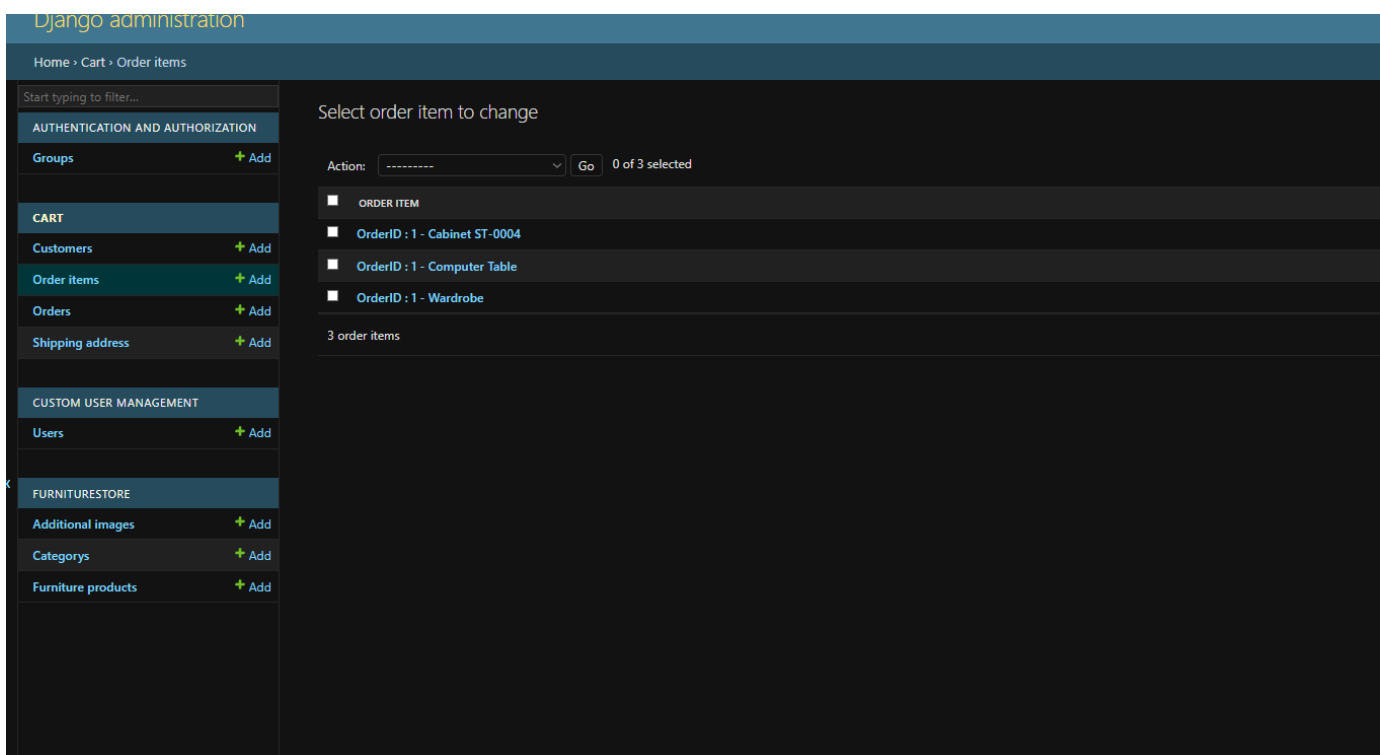 Django administration
Home › Cart › Order items
Start typing to filter...
AUTHENTICATION AND AUTHORIZATION
Groups + Add
CART
Customers + Add
Order items + Add
Orders + Add
Shipping address + Add
CUSTOM USER MANAGEMENT
Users + Add
FURNITURESTORE
Additional images + Add
Categorys + Add
Furniture products + Add
Select order item to change
Action: --------- Go 0 of 3 selected
ORDER ITEM
OrderID : 1 - Cabinet ST-0004
OrderID : 1 - Computer Table
OrderID : 1 - Wardrobe
3 order items